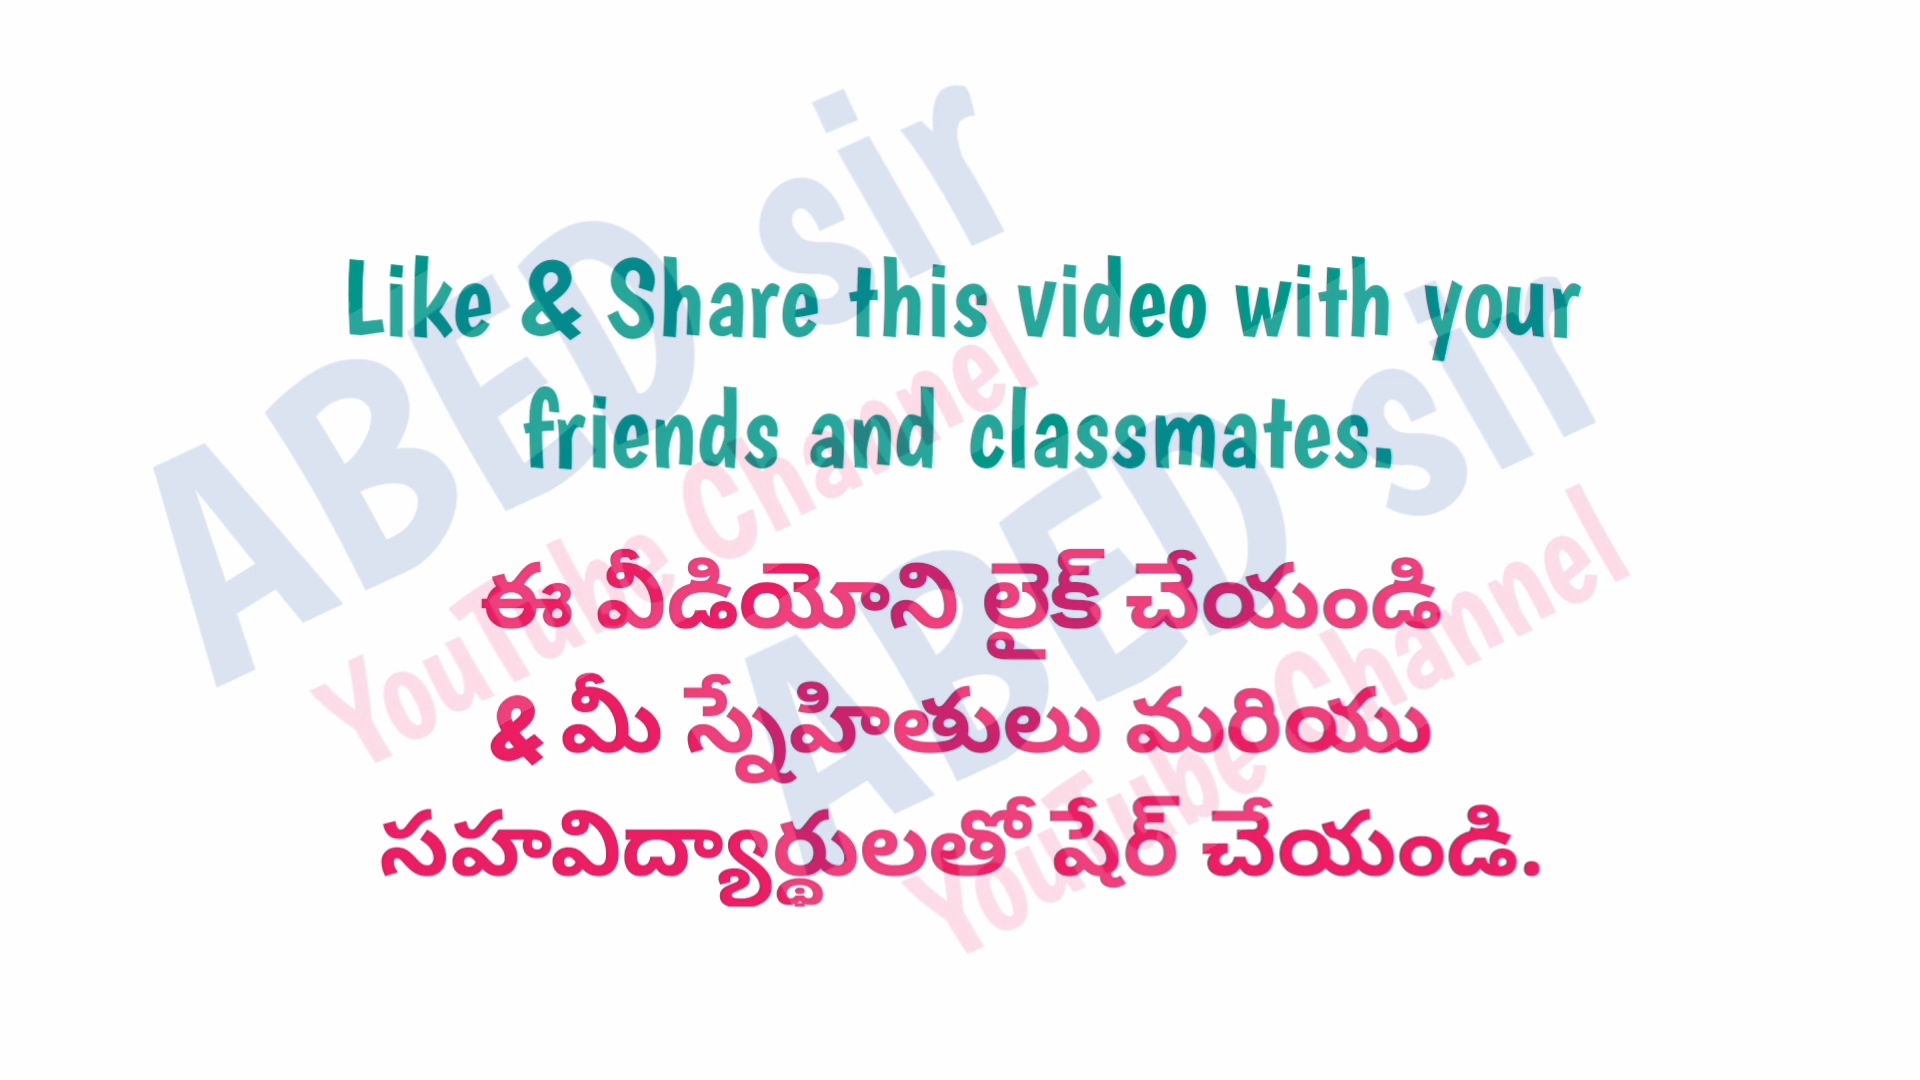 Like & Share this video with your
friends and classmates.
ఈ వీడియోని లైక్ చేయండి
& మీ స్నేహితులు మరియు
సహవిద్యార్థులతో షేర్ చేయండి.
ABED sir
YouTube Channel
ABED sir
YouTube Channel